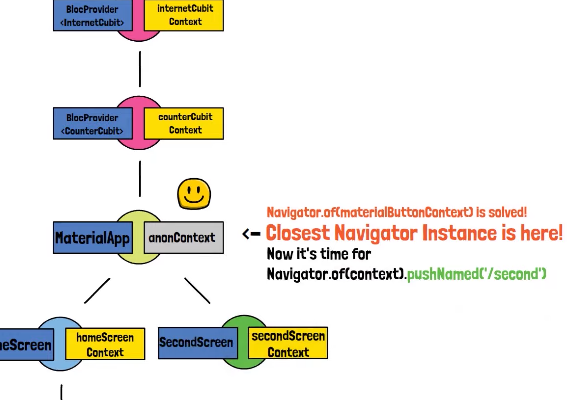 BlocProvider
<InternetCubit>
internetCubit
Context
BlocProvider
<CounterCubit>
counterCubit
Context
MaterialApp
anonContext
<-
Navigator.of(materialButtonContext) is solved!
Closest Navigator Instance is here!
Now it's time for
Navigator.of(context).pushNamed('/second')
meScreen
homeScreen
Context
SecondScreen
secondScreen
Context